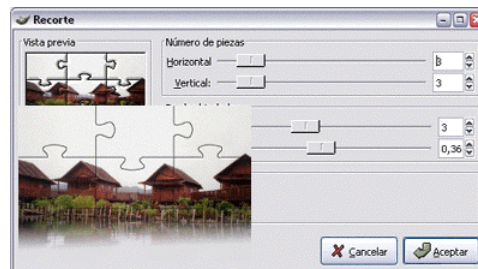 Recorte
Vista previa
Número de piezas
Horizontal
3
Vertical:
3
3
0,36
Cancelar
Aceptar